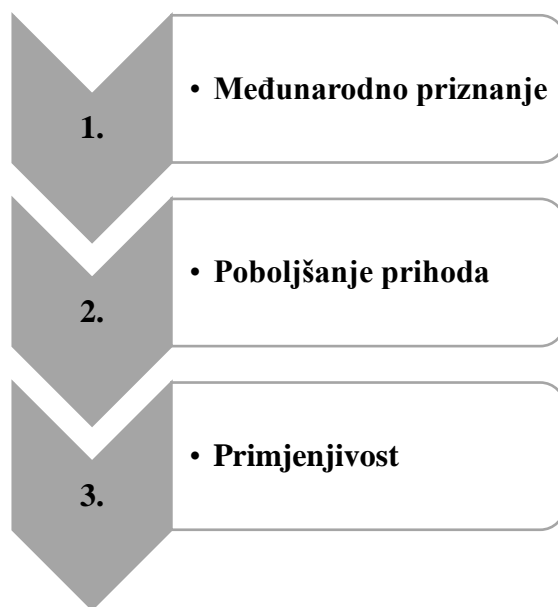 1.
• Međunarodno priznanje
2.
• Poboljšanje prihoda
3.
• Primjenjivost